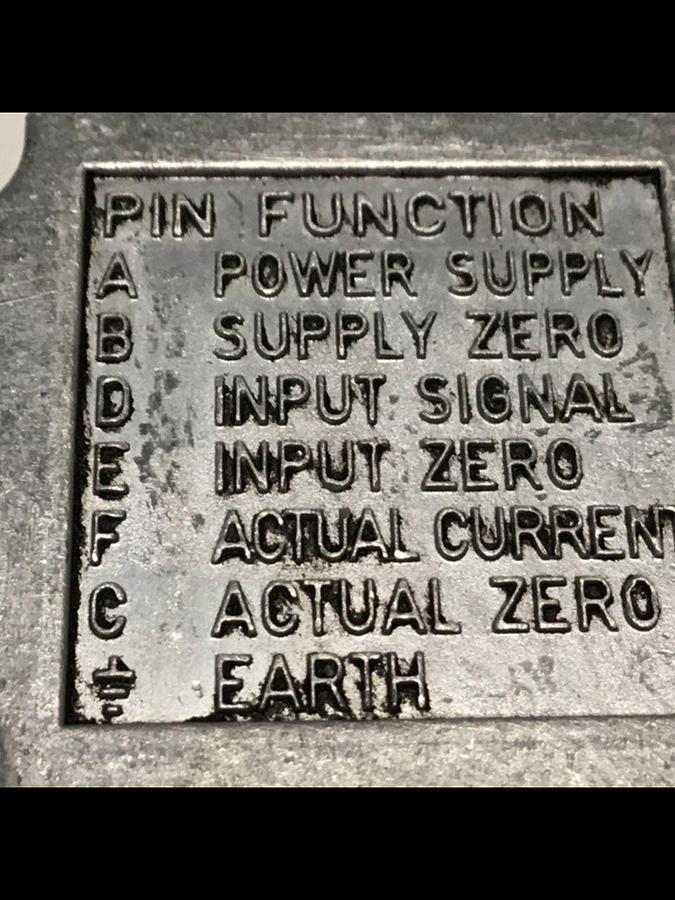 PIN FUNCTION
A POWER SUPPLY
B SUPPLY ZERO
D INPUT SIGNAL
E INPUT ZERO
F ACTUAL CURRENT
C ACTUAL ZERO
⏚ EARTH